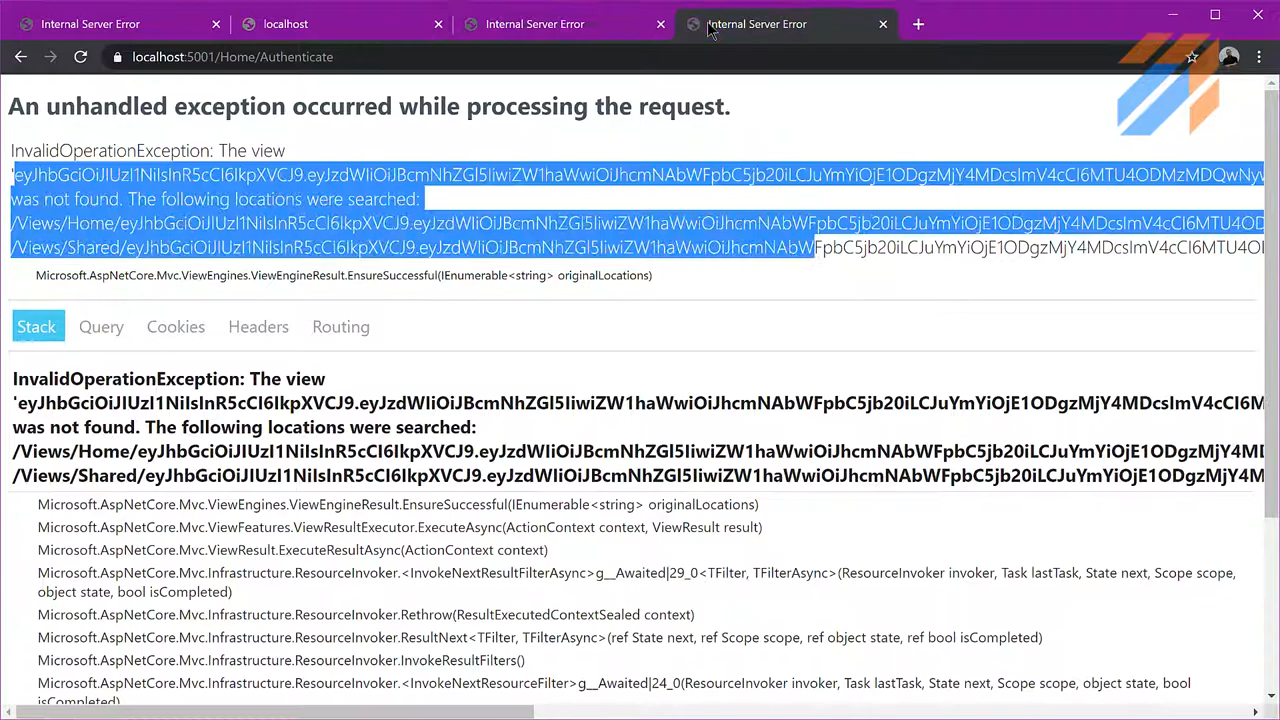 Internal Server Error
localhost
Internal Server Error
Internal Server Error
localhost:5001/Home/Authenticate
An unhandled exception occurred while processing the request.
InvalidOperationException: The view
'eyJhbGciOiJIUzI1NiIsInR5cCI6IkpXVCJ9.eyJzdWIiOiJBcmNhZGl5IiwiZW1haWwiOiJhcmNAbWFpbC5jb20iLCJuYmYiOjE1ODgzMjY4MDcsImV4cCI6MTU4ODMzMDQwNyw
was not found. The following locations were searched:
/Views/Home/eyJhbGciOiJIUzI1NiIsInR5cCI6IkpXVCJ9.eyJzdWIiOiJBcmNhZGl5IiwiZW1haWwiOiJhcmNAbWFpbC5jb20iLCJuYmYiOjE1ODgzMjY4MDcsImV4cCI6MTU4OD
/Views/Shared/eyJhbGciOiJIUzI1NiIsInR5cCI6IkpXVCJ9.eyJzdWIiOiJBcmNhZGl5IiwiZW1haWwiOiJhcmNAbWFpbC5jb20iLCJuYmYiOjE1ODgzMjY4MDcsImV4cCI6MTU4OD
Microsoft.AspNetCore.Mvc.ViewEngines.ViewEngineResult.EnsureSuccessful(IEnumerable<string> originalLocations)
Stack Query Cookies Headers Routing
InvalidOperationException: The view
'eyJhbGciOiJIUzI1NiIsInR5cCI6IkpXVCJ9.eyJzdWIiOiJBcmNhZGl5IiwiZW1haWwiOiJhcmNAbWFpbC5jb20iLCJuYmYiOjE1ODgzMjY4MDcsImV4cCI6M
was not found. The following locations were searched:
/Views/Home/eyJhbGciOiJIUzI1NiIsInR5cCI6IkpXVCJ9.eyJzdWIiOiJBcmNhZGl5IiwiZW1haWwiOiJhcmNAbWFpbC5jb20iLCJuYmYiOjE1ODgzMjY4MD
/Views/Shared/eyJhbGciOiJIUzI1NiIsInR5cCI6IkpXVCJ9.eyJzdWIiOiJBcmNhZGl5IiwiZW1haWwiOiJhcmNAbWFpbC5jb20iLCJuYmYiOjE1ODgzMjY4M
Microsoft.AspNetCore.Mvc.ViewEngines.ViewEngineResult.EnsureSuccessful(IEnumerable<string> originalLocations)
Microsoft.AspNetCore.Mvc.ViewFeatures.ViewResultExecutor.ExecuteAsync(ActionContext context, ViewResult result)
Microsoft.AspNetCore.Mvc.ViewResult.ExecuteResultAsync(ActionContext context)
Microsoft.AspNetCore.Mvc.Infrastructure.ResourceInvoker.<InvokeNextResultFilterAsync>g__Awaited|29_0<TFilter, TFilterAsync>(ResourceInvoker invoker, Task lastTask, State next, Scope scope,
object state, bool isCompleted)
Microsoft.AspNetCore.Mvc.Infrastructure.ResourceInvoker.Rethrow(ResultExecutedContextSealed context)
Microsoft.AspNetCore.Mvc.Infrastructure.ResourceInvoker.ResultNext<TFilter, TFilterAsync>(ref State next, ref Scope scope, ref object state, ref bool isCompleted)
Microsoft.AspNetCore.Mvc.Infrastructure.ResourceInvoker.InvokeResultFilters()
Microsoft.AspNetCore.Mvc.Infrastructure.ResourceInvoker.<InvokeNextResourceFilter>g__Awaited|24_0(ResourceInvoker invoker, Task lastTask, State next, Scope scope, object state, bool
isCompleted)